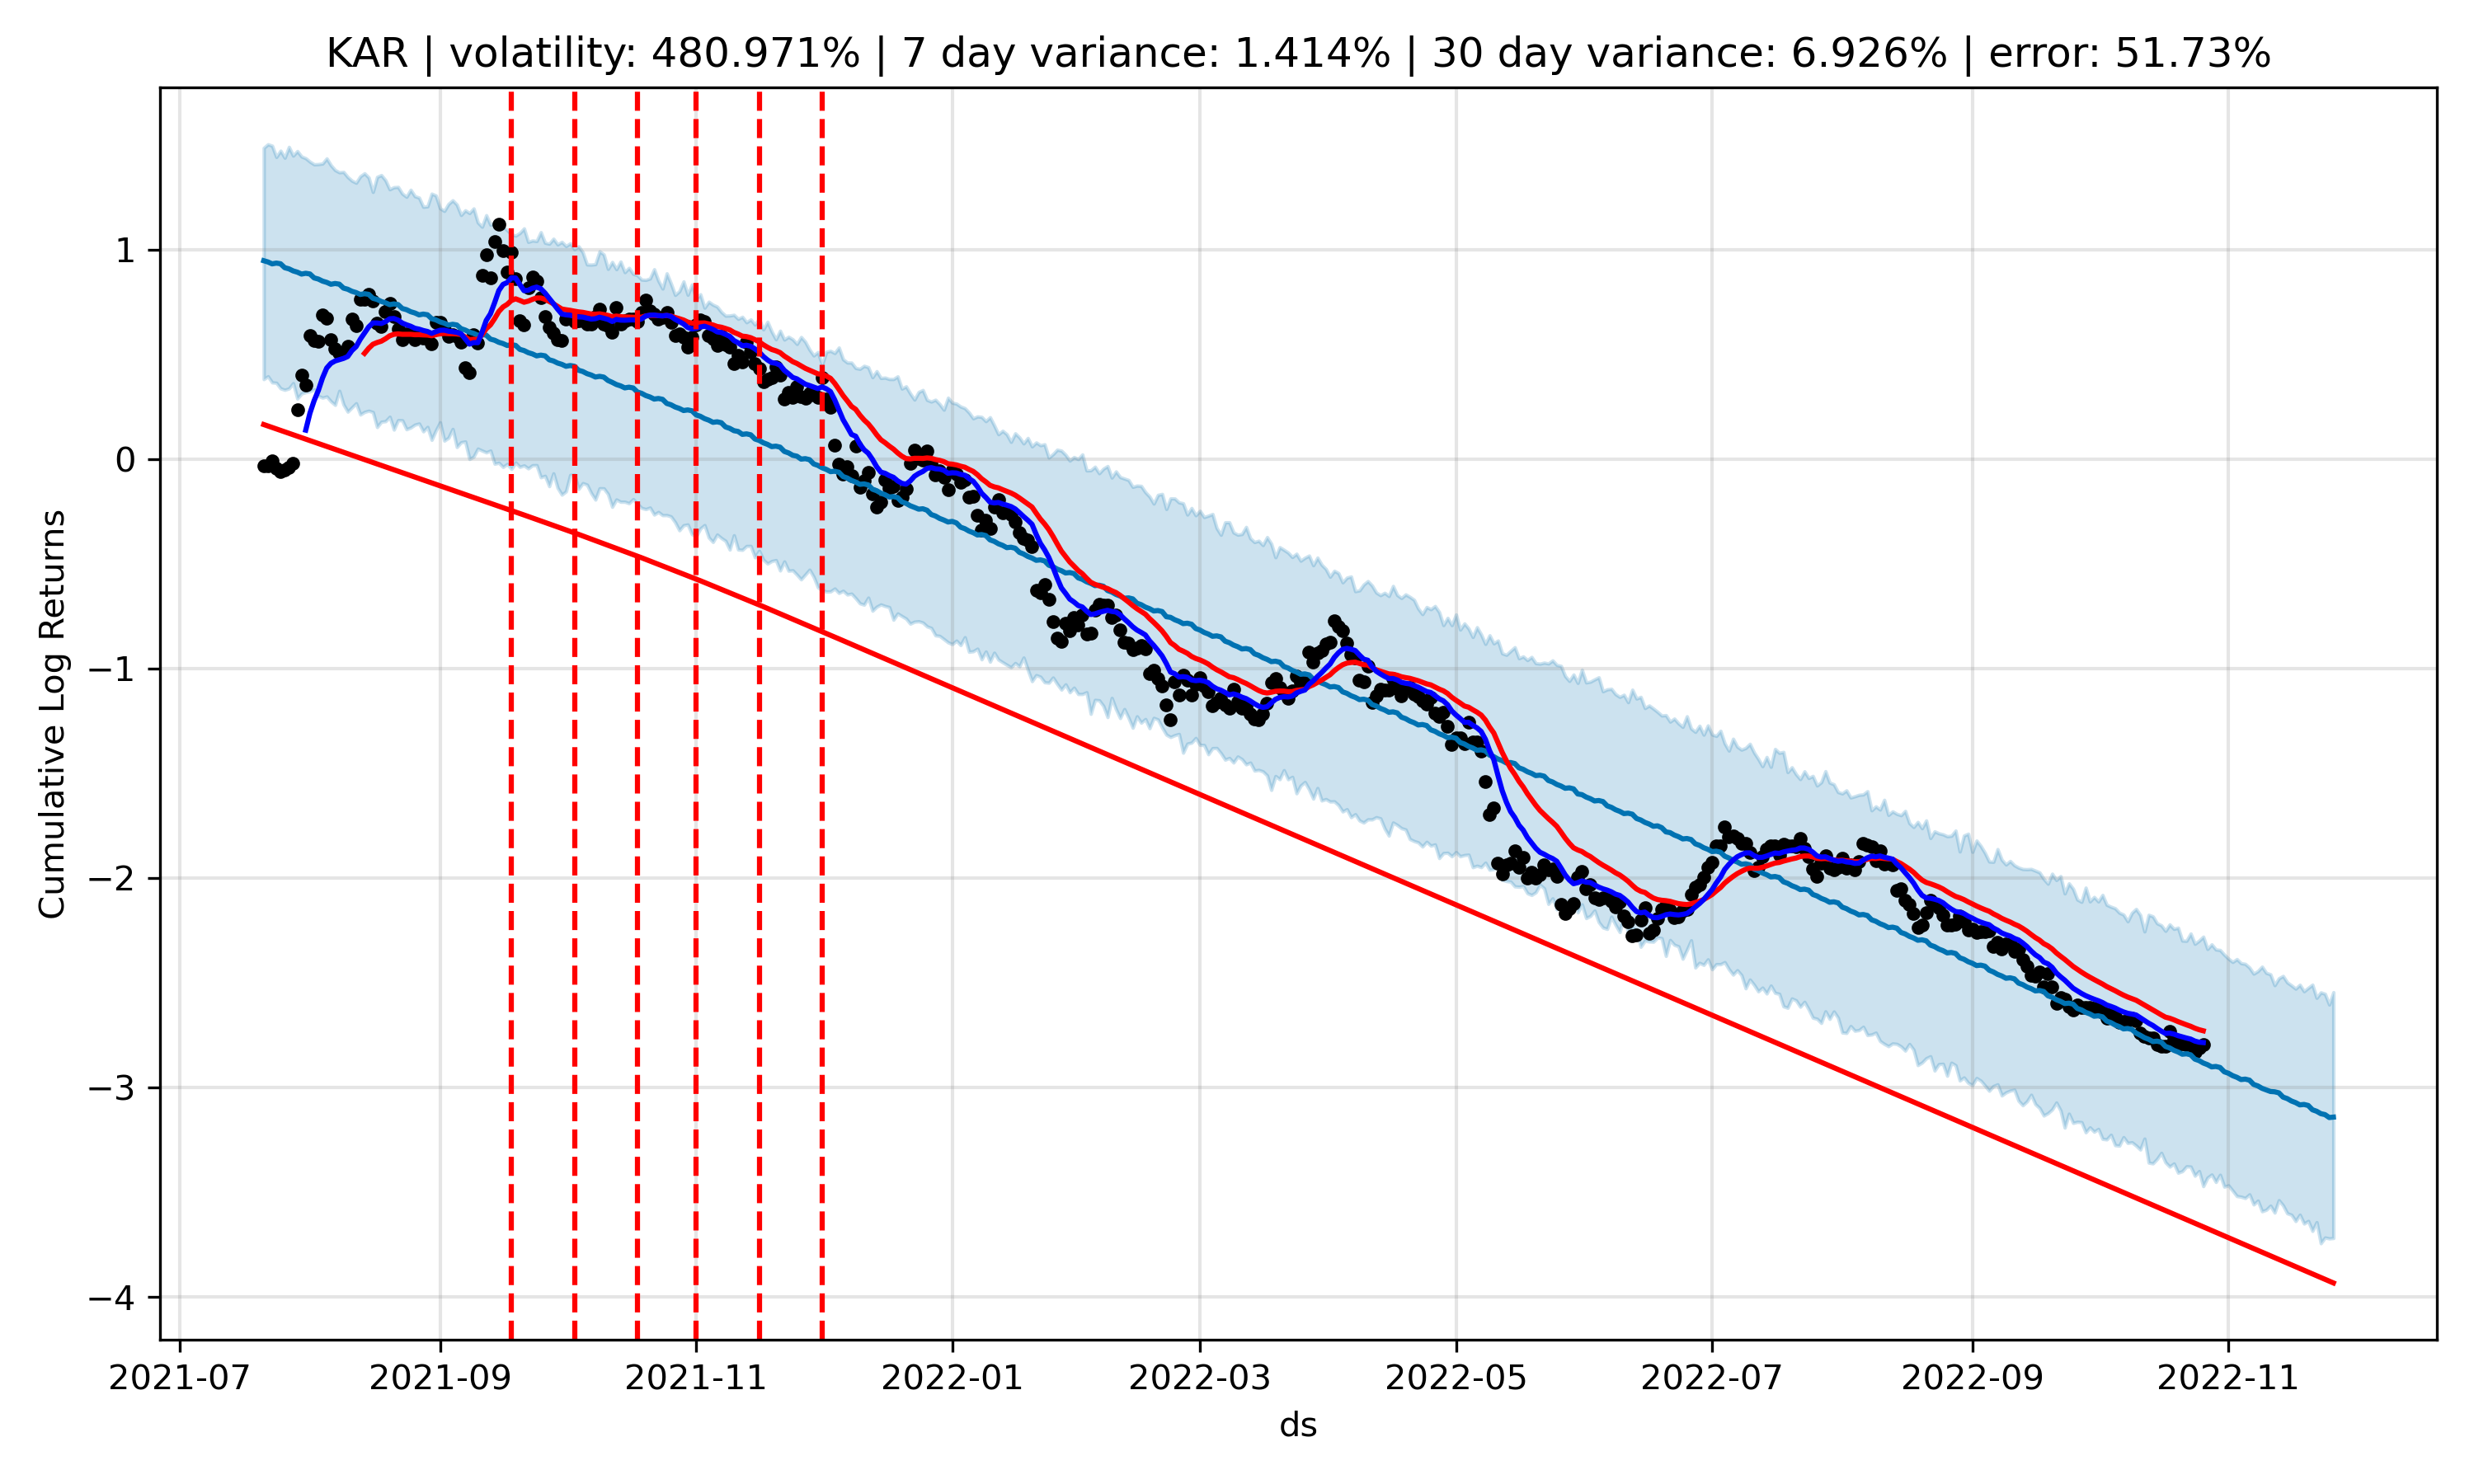 KAR | volatility: 480.971% | 7 day variance: 1.414% | 30 day variance: 6.926% | error: 51.73%
Cumulative Log Returns
1
0
−1
−2
−3
−4
2021-07 2021-09 2021-11 2022-01 2022-03 2022-05 2022-07 2022-09 2022-11
ds